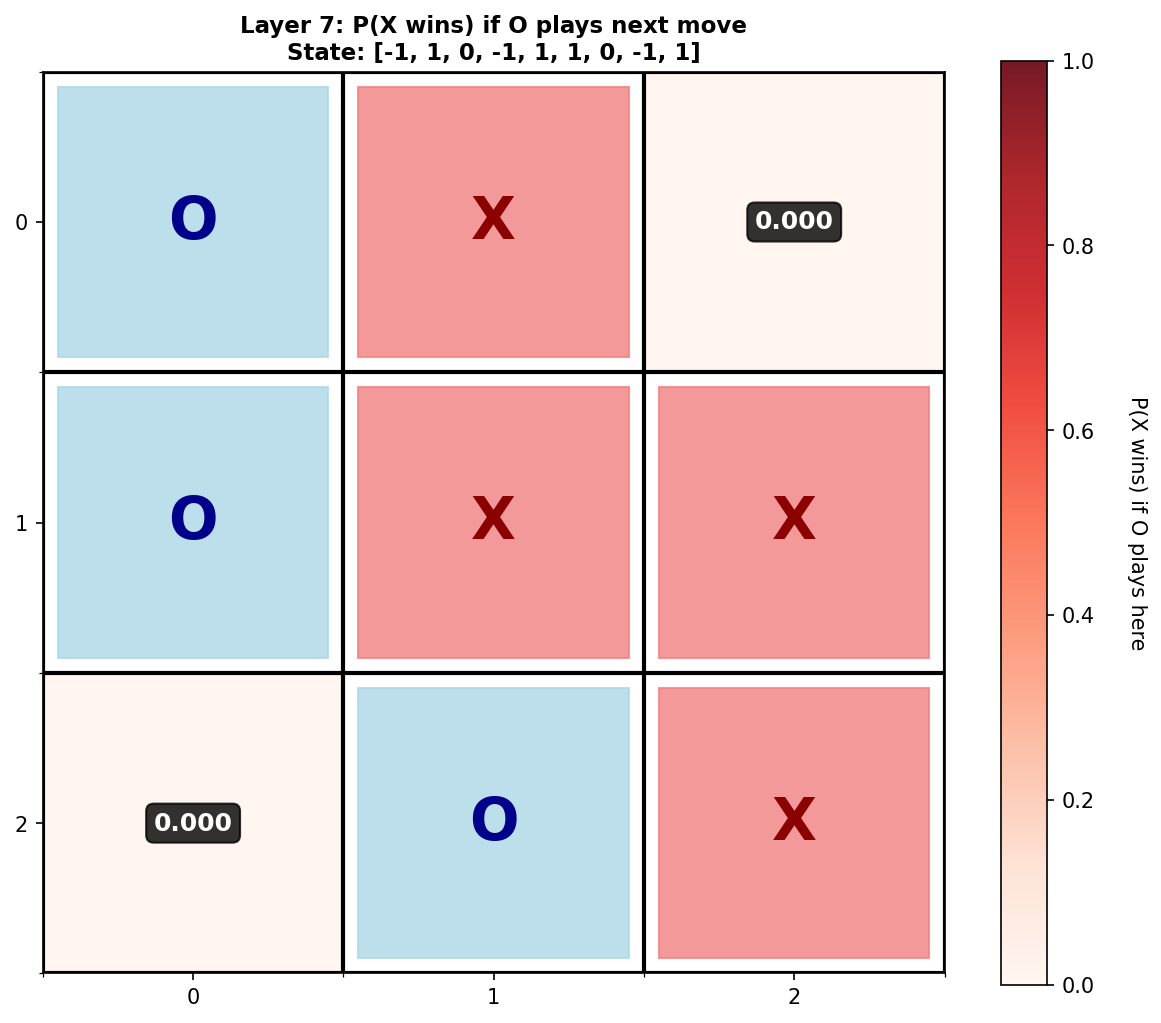 Layer 7: P(X wins) if O plays next move
State: [-1, 1, 0, -1, 1, 1, 0, -1, 1]
0
O
X
0.000
1
O
X
X
2
0.000
O
X
0
1
2
1.0
0.8
0.6
0.4
0.2
0.0
P(X wins) if O plays here